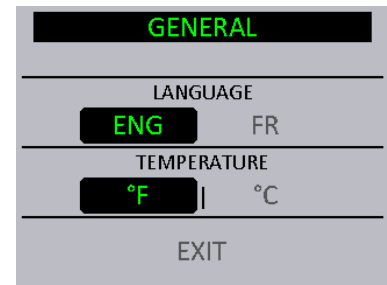 GENERAL
LANGUAGE
ENG FR
TEMPERATURE
°F | °C
EXIT